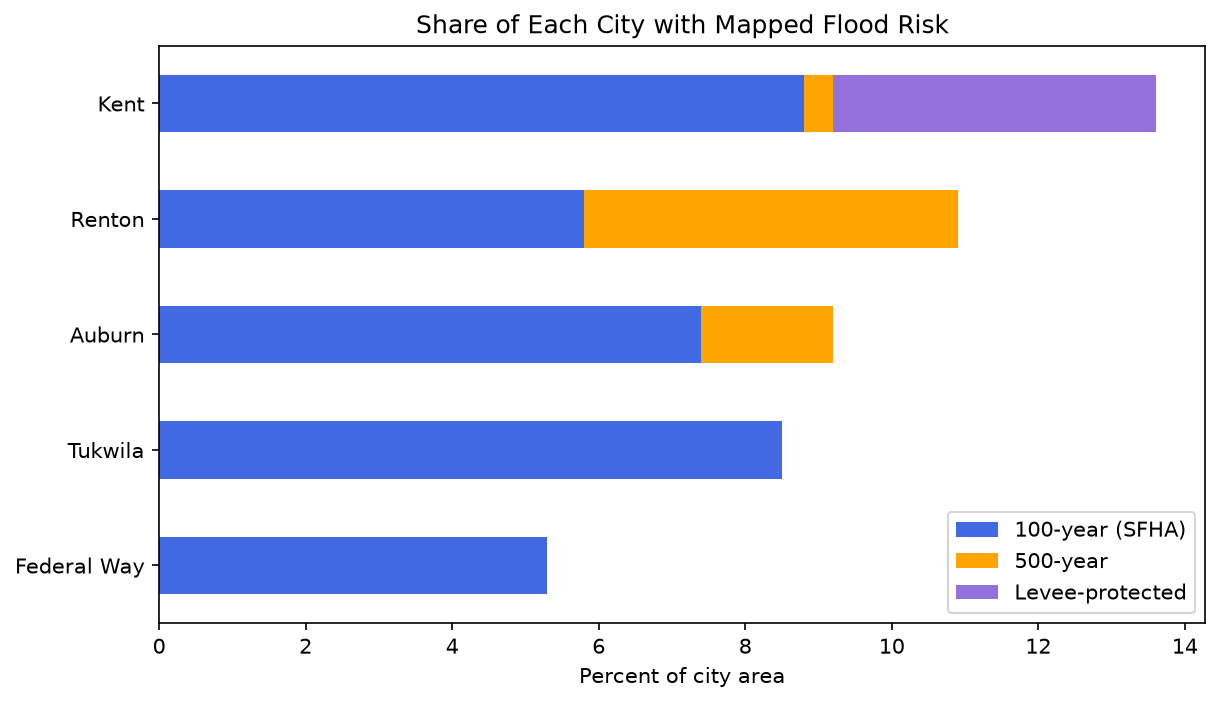 Share of Each City with Mapped Flood Risk
Kent
Renton
Auburn
Tukwila
Federal Way
100-year (SFHA)
500-year
Levee-protected
0 2 4 6 8 10 12 14
Percent of city area